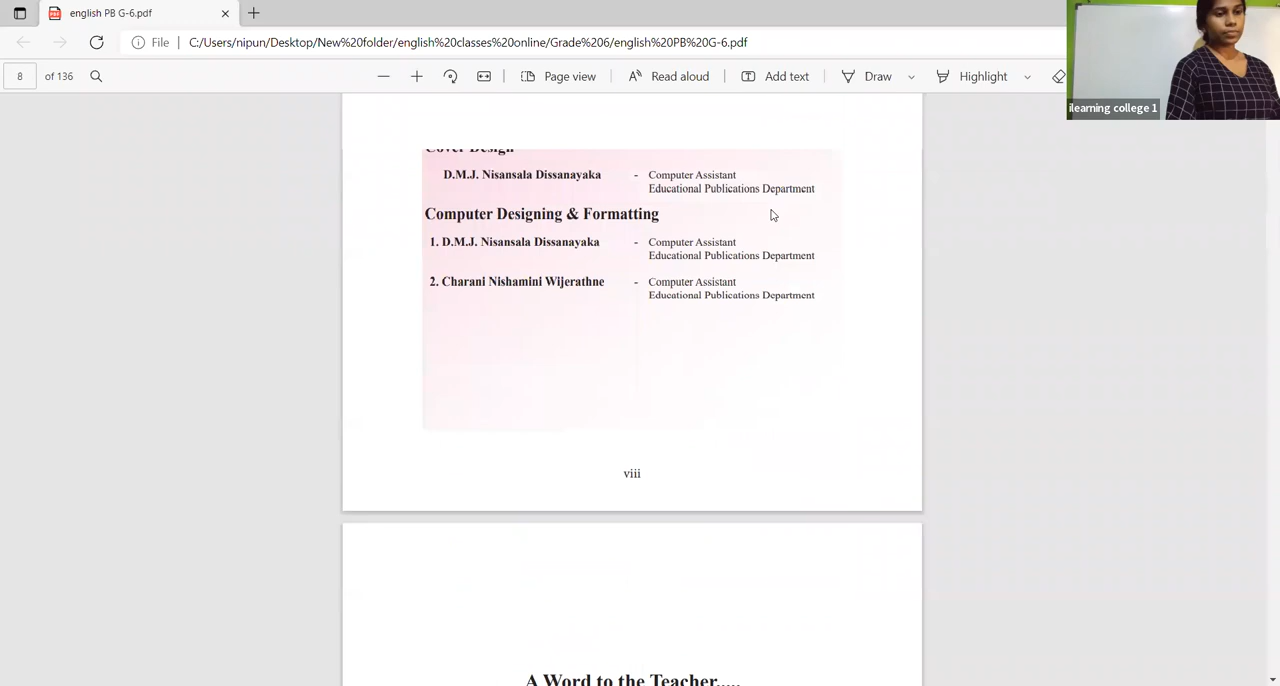 english PB G-6.pdf
File C:/Users/nipun/Desktop/New%20folder/english%20classes%20online/Grade%206/english%20PB%20G-6.pdf
8 of 136 Page view Read aloud Add text Draw Highlight
ilearning college 1
Cover Design
D.M.J. Nisansala Dissanayaka - Computer Assistant
Educational Publications Department
Computer Designing & Formatting
1. D.M.J. Nisansala Dissanayaka - Computer Assistant
Educational Publications Department
2. Charani Nishamini Wijerathne - Computer Assistant
Educational Publications Department
viii
A Word to the Teacher.....